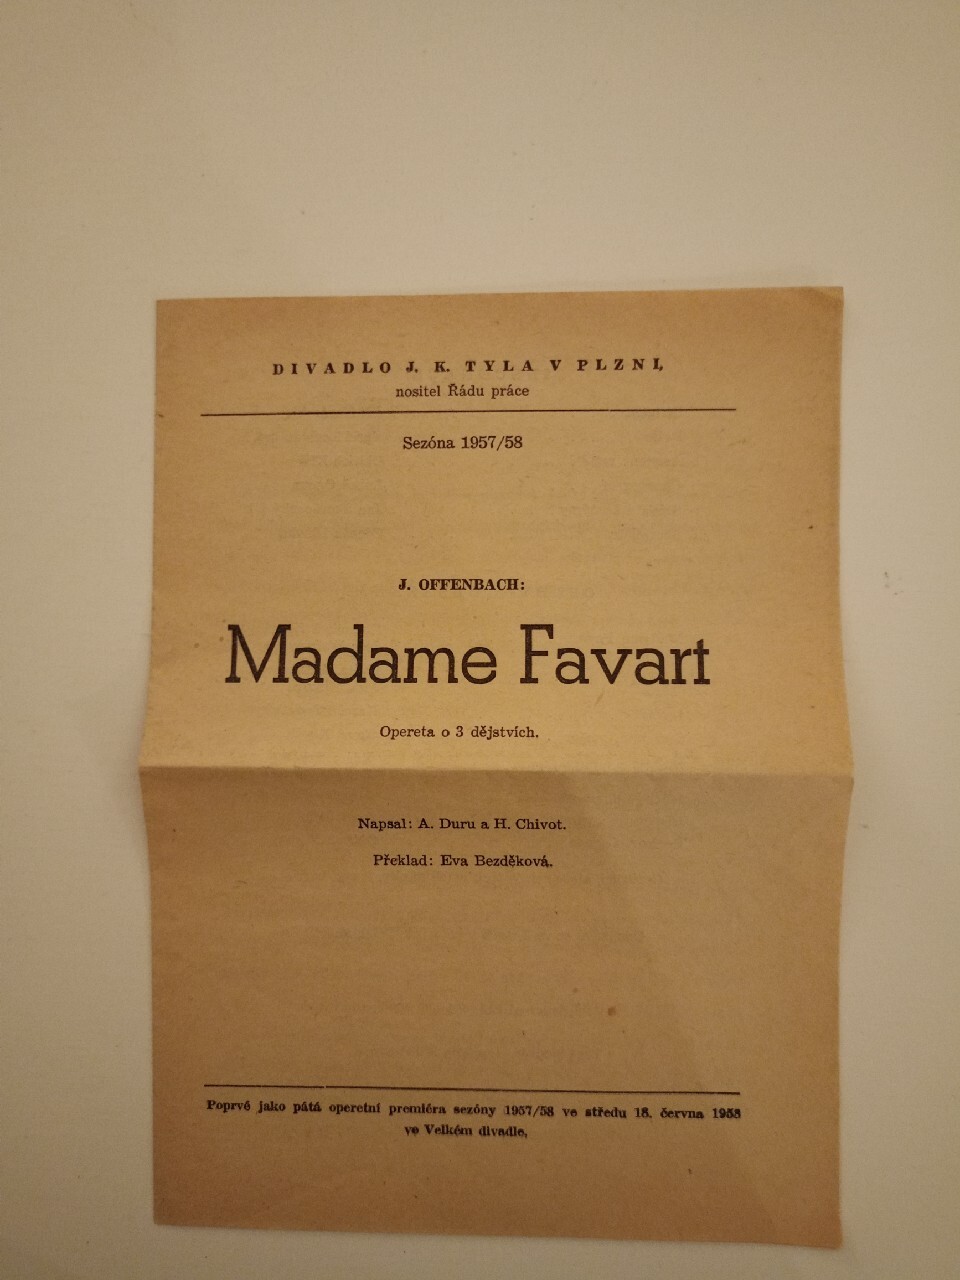 DIVADLO J. K. TYLA V PLZNI,
nositel Řádu práce
Sezóna 1957/58
J. OFFENBACH:
Madame Favart
Opereta o 3 dějstvích.
Napsal: A. Duru a H. Chivot.
Překlad: Eva Bezděková.
Poprvé jako pátá operetní premiéra sezóny 1957/58 ve středu 18. června 1958
ve Velkém divadle,